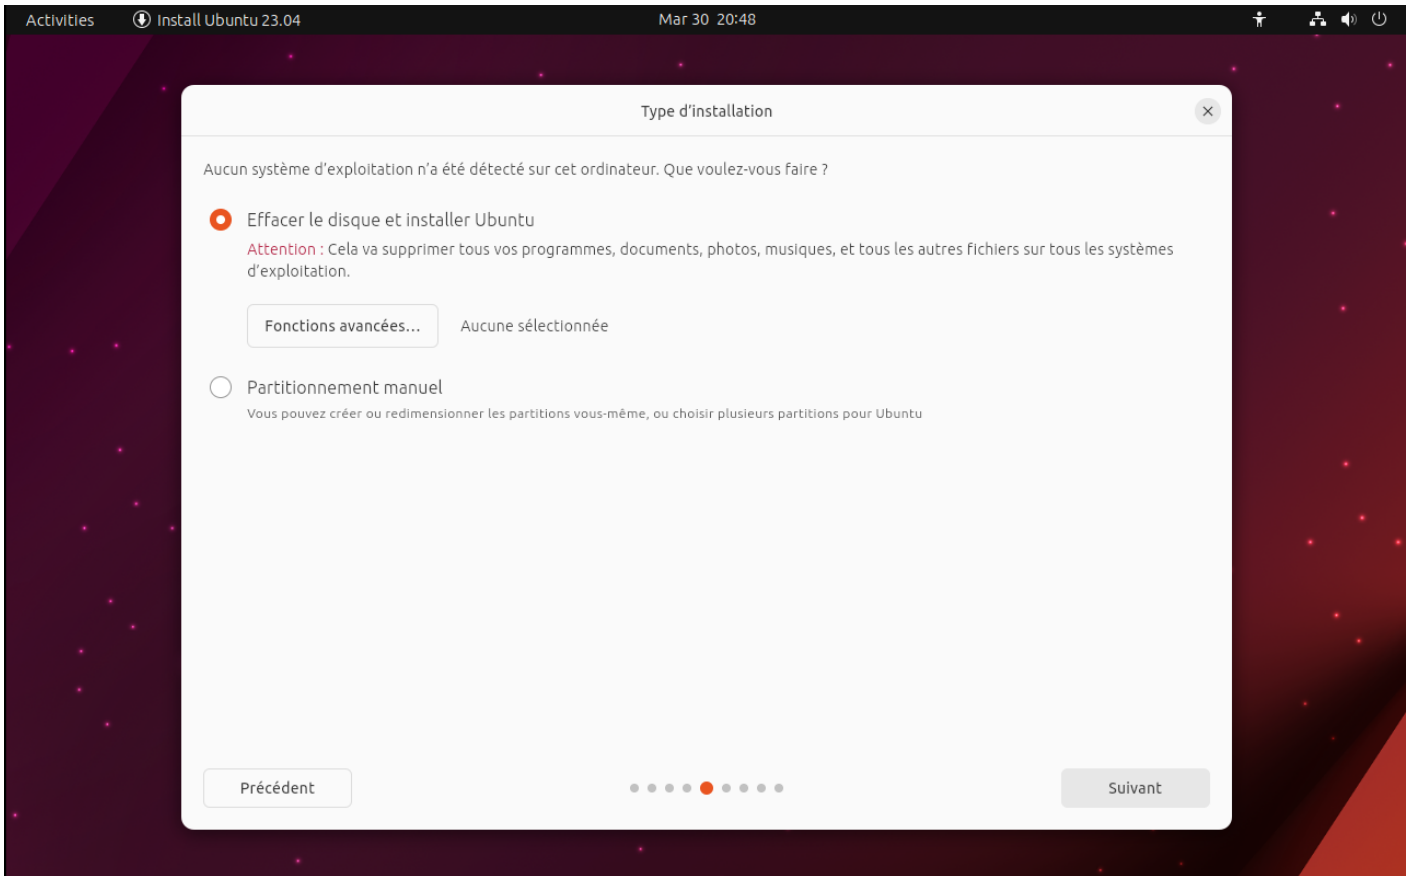 Activities
Install Ubuntu 23.04
Mar 30 20:48
Type d’installation
Aucun système d’exploitation n’a été détecté sur cet ordinateur. Que voulez-vous faire ?
Effacer le disque et installer Ubuntu
Attention : Cela va supprimer tous vos programmes, documents, photos, musiques, et tous les autres fichiers sur tous les systèmes
d’exploitation.
Fonctions avancées...
Aucune sélectionnée
Partitionnement manuel
Vous pouvez créer ou redimensionner les partitions vous-même, ou choisir plusieurs partitions pour Ubuntu
Précédent
Suivant